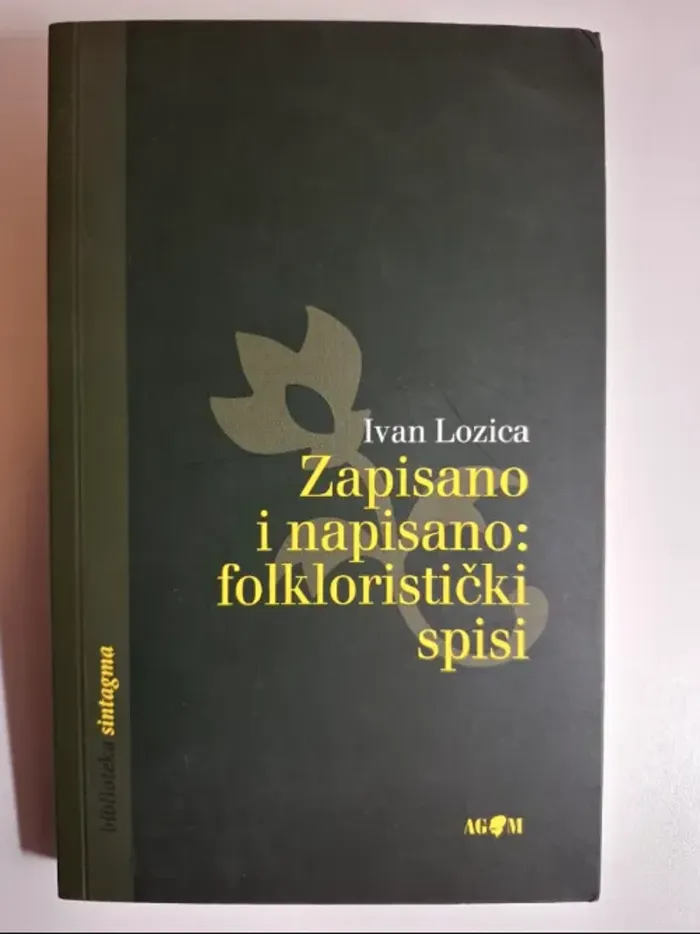 Ivan Lozica
Zapisano
i napisano:
folkloristički
spisi
biblioteka sintagma
AGM